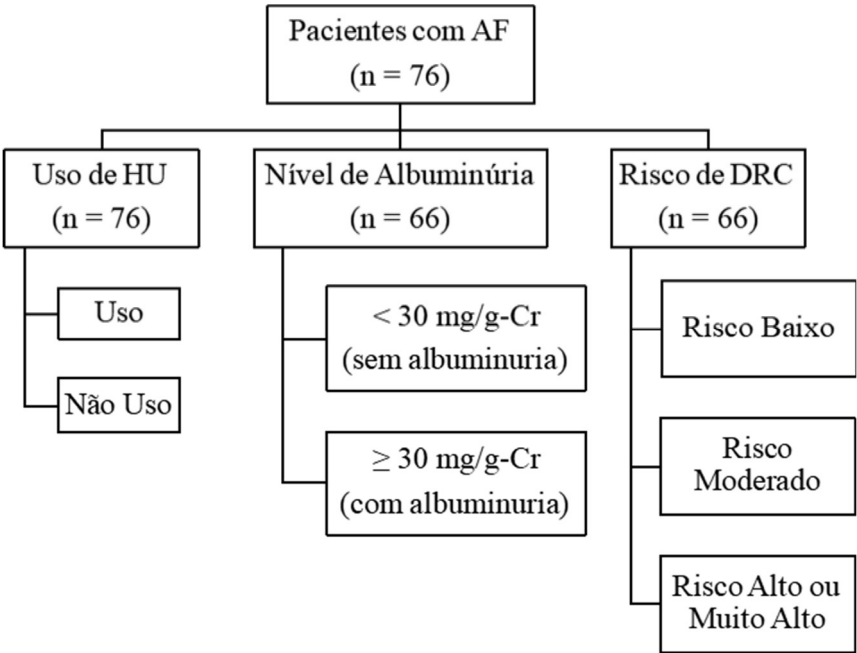 Pacientes com AF
(n = 76)
Uso de HU
(n = 76)
Uso
Não Uso
Nível de Albuminúria
(n = 66)
< 30 mg/g-Cr
(sem albuminuria)
≥ 30 mg/g-Cr
(com albuminuria)
Risco de DRC
(n = 66)
Risco Baixo
Risco
Moderado
Risco Alto ou
Muito Alto